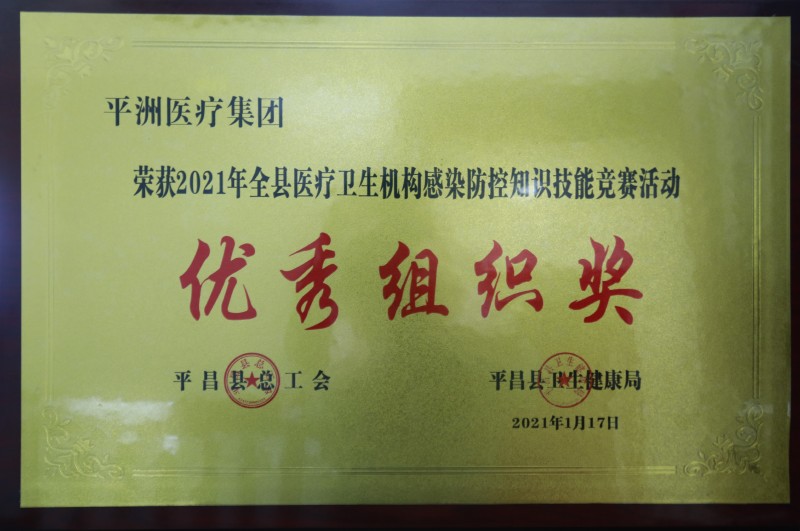 平洲医疗集团
荣获2021年全县医疗卫生机构感染防控知识技能竞赛活动
优秀组织奖
平昌县总工会 平昌县卫生健康局
2021年1月17日